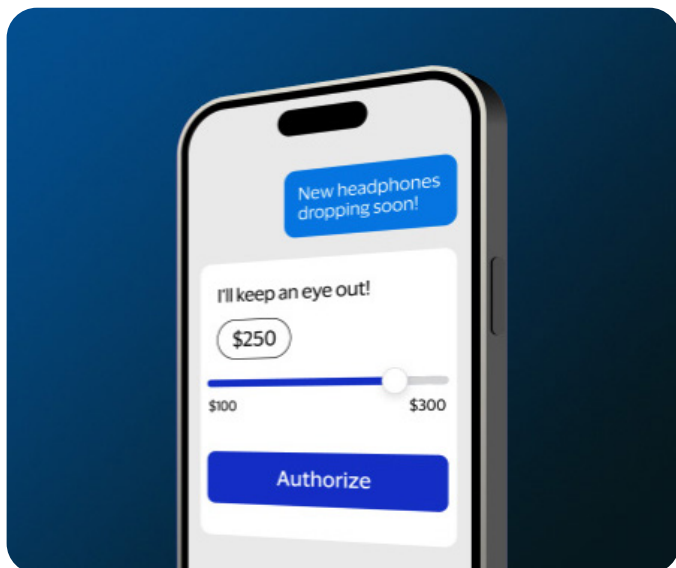 New headphones
dropping soon!
I'll keep an eye out!
$250
$100
$300
Authorize